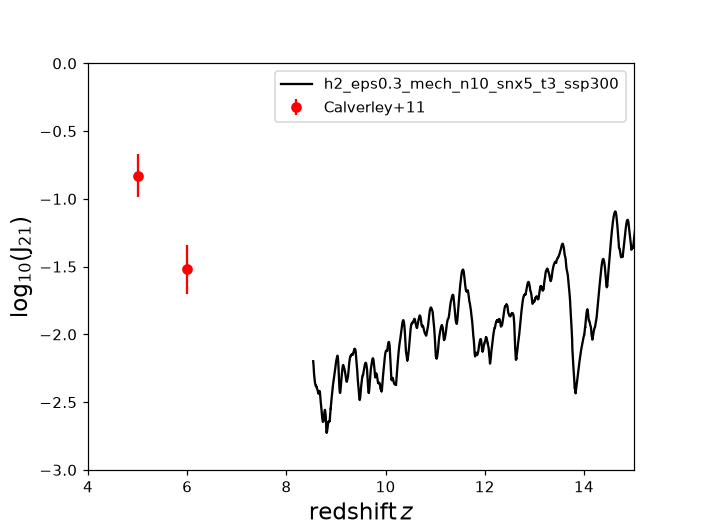 0.0
−0.5
−1.0
−1.5
−2.0
−2.5
−3.0
log₁₀(J₂₁)
h2_eps0.3_mech_n10_snx5_t3_ssp300
Calverley+11
4 6 8 10 12 14
redshift z